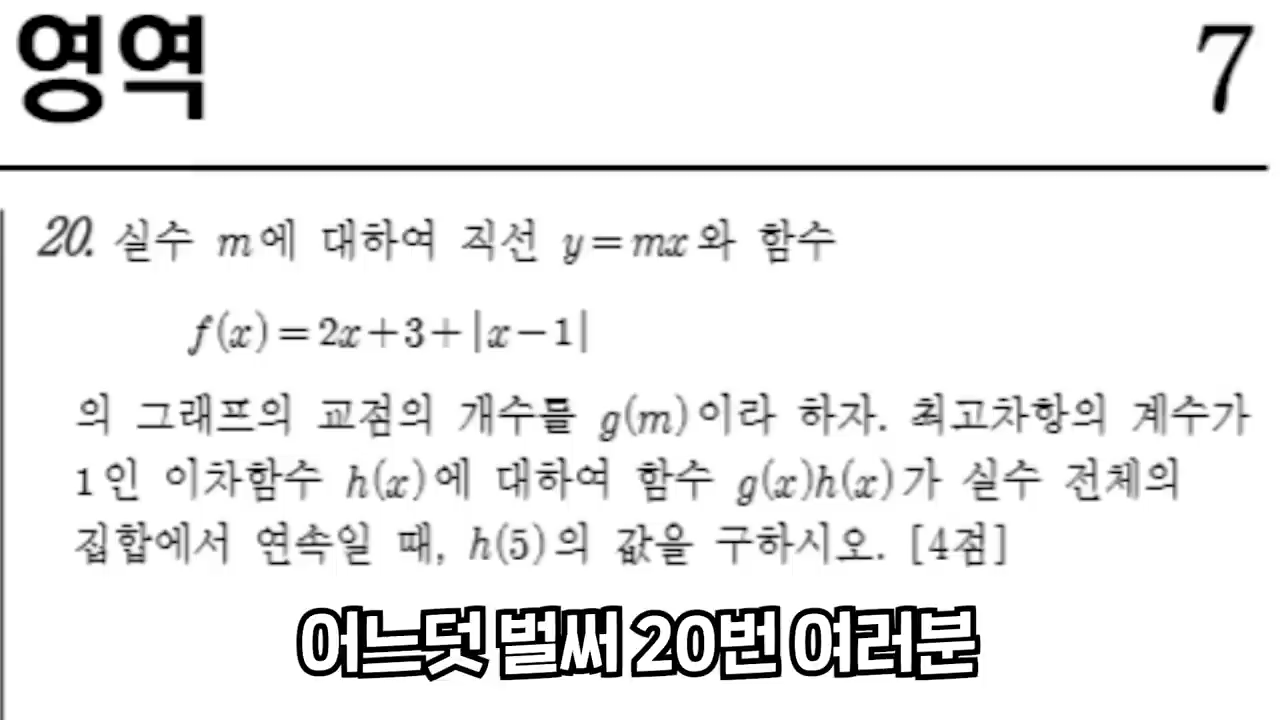 영역
7
20. 실수 m에 대하여 직선 y=mx와 함수
f(x)=2x+3+|x-1|
의 그래프의 교점의 개수를 g(m)이라 하자. 최고차항의 계수가
1인 이차함수 h(x)에 대하여 함수 g(x)h(x)가 실수 전체의
집합에서 연속일 때, h(5)의 값을 구하시오. [4점]
어느덧 벌써 20번 여러분